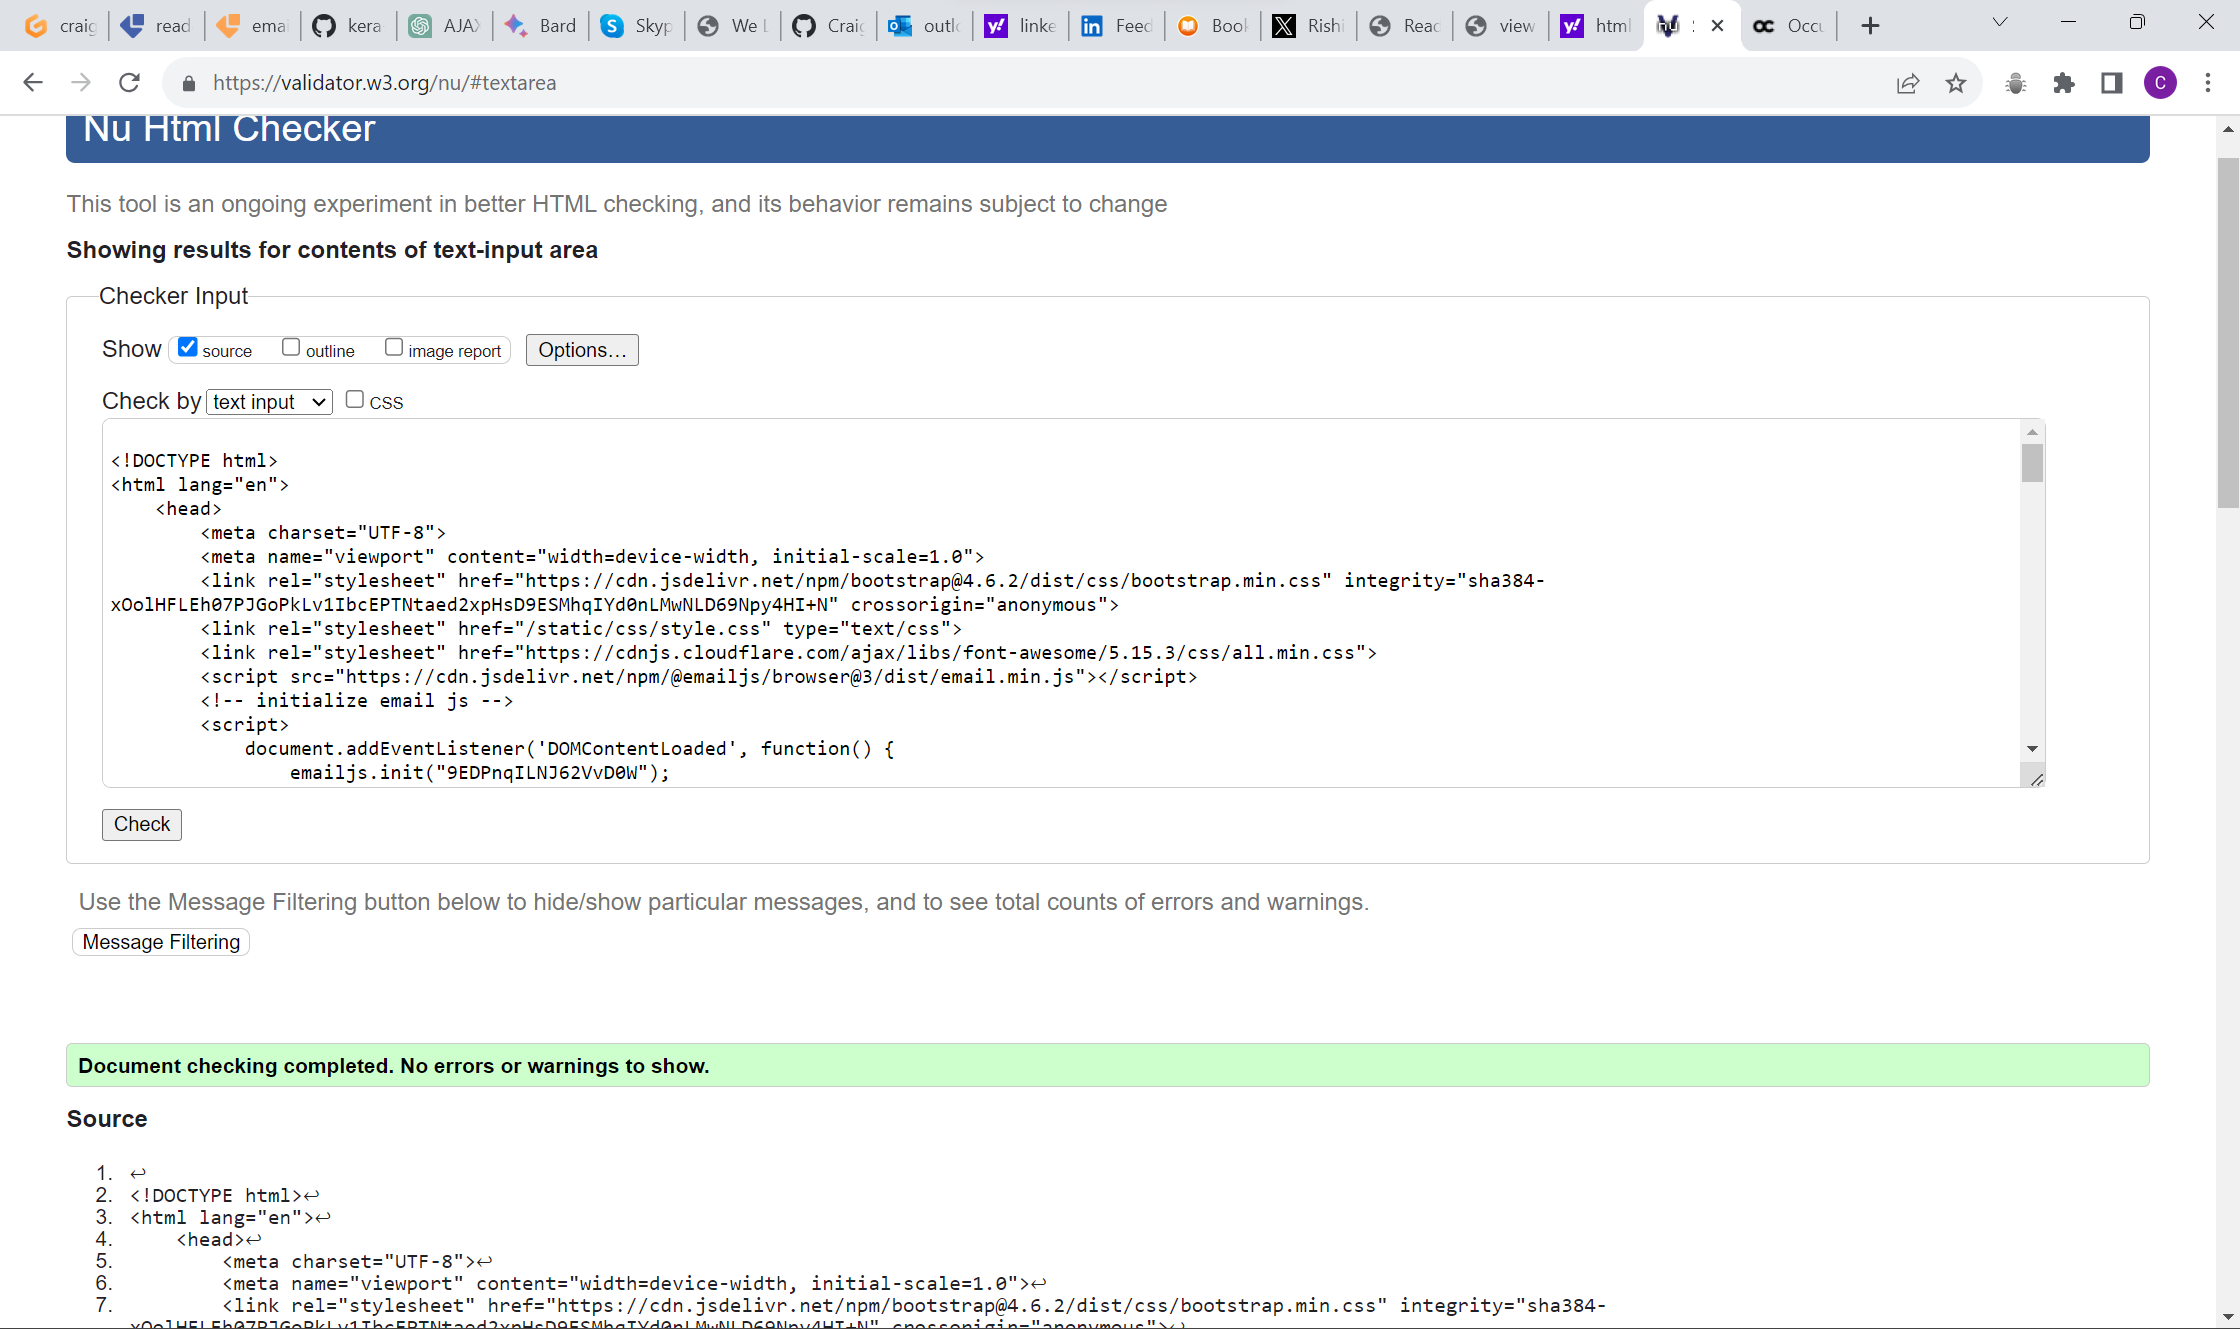 craig
read
emai
kera
AJAX
Bard
Skyp
We L
Craig
outlo
linke
Feed
Book
Rishi
Reac
view
html
Occu
https://validator.w3.org/nu/#textarea
C
Nu Html Checker
This tool is an ongoing experiment in better HTML checking, and its behavior remains subject to change
Showing results for contents of text-input area
Checker Input
Show source outline image report Options...
Check by text input CSS
<!DOCTYPE html>
<html lang="en">
<head>
<meta charset="UTF-8">
<meta name="viewport" content="width=device-width, initial-scale=1.0">
<link rel="stylesheet" href="https://cdn.jsdelivr.net/npm/bootstrap@4.6.2/dist/css/bootstrap.min.css" integrity="sha384-
xOolHFLEh07PJGoPkLv1IbcEPTNtaed2xpHsD9ESMhqIYd0nLMwNLD69Npy4HI+N" crossorigin="anonymous">
<link rel="stylesheet" href="/static/css/style.css" type="text/css">
<link rel="stylesheet" href="https://cdnjs.cloudflare.com/ajax/libs/font-awesome/5.15.3/css/all.min.css">
<script src="https://cdn.jsdelivr.net/npm/@emailjs/browser@3/dist/email.min.js"></script>
<!-- initialize email js -->
<script>
document.addEventListener('DOMContentLoaded', function() {
emailjs.init("9EDPnqILNJ62VvD0W");
Check
Use the Message Filtering button below to hide/show particular messages, and to see total counts of errors and warnings.
Message Filtering
Document checking completed. No errors or warnings to show.
Source
1. ↩
2. <!DOCTYPE html>↩
3. <html lang="en">↩
4. <head>↩
5. <meta charset="UTF-8">↩
6. <meta name="viewport" content="width=device-width, initial-scale=1.0">↩
7. <link rel="stylesheet" href="https://cdn.jsdelivr.net/npm/bootstrap@4.6.2/dist/css/bootstrap.min.css" integrity="sha384-
xOolHFLEh07PJGoPkLv1IbcEPTNtaed2xpHsD9ESMhqIYd0nLMwNLD69Npy4HI+N" crossorigin="anonymous">↩